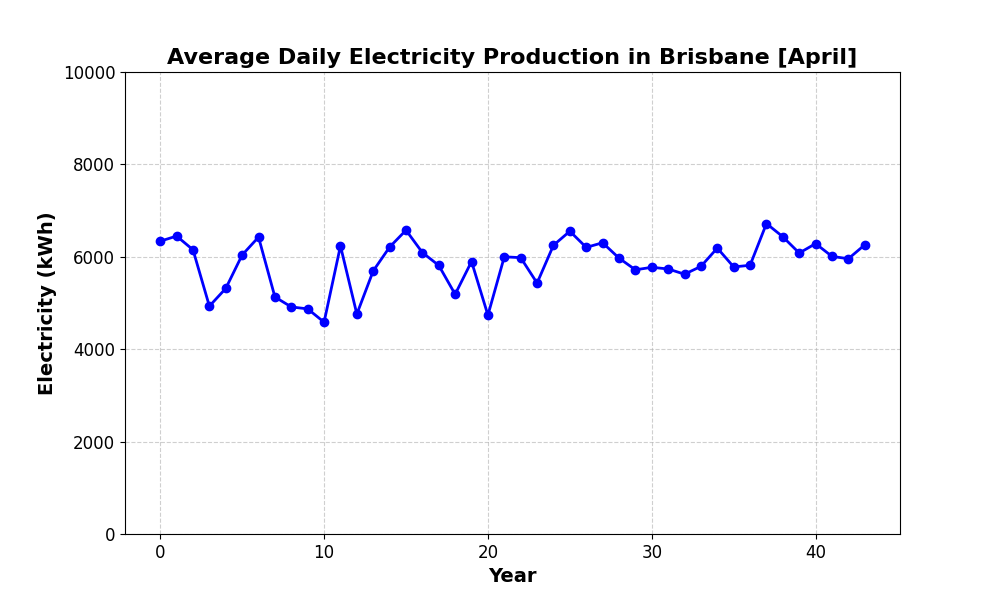 Average Daily Electricity Production in Brisbane [April]
10000
8000
6000
4000
2000
0
Electricity (kWh)
0 10 20 30 40
Year